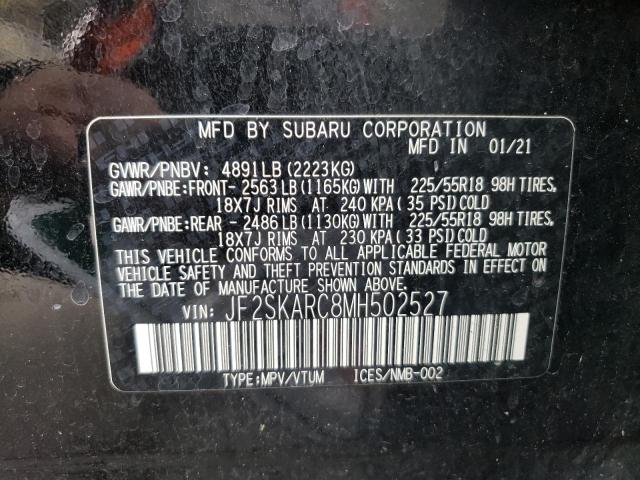 MFD BY SUBARU CORPORATION
MFD IN 01/21
GVWR/PNBV: 4891LB (2223KG)
GAWR/PNBE:FRONT- 2563 LB (1165KG) WITH 225/55R18 98H TIRES,
18X7J RIMS AT 240 KPA ( 35 PSI) COLD
GAWR/PNBE:REAR - 2486 LB (1130KG) WITH 225/55R18 98H TIRES,
18X7J RIMS AT 230 KPA ( 33 PSI) COLD
THIS VEHICLE CONFORMS TO ALL APPLICABLE FEDERAL MOTOR
VEHICLE SAFETY AND THEFT PREVENTION STANDARDS IN EFFECT ON
THE DATE OF MANUFACTURE SHOWN ABOVE.
VIN: JF2SKARC8MH502527
TYPE:MPV/VTUM ICES/NMB-002